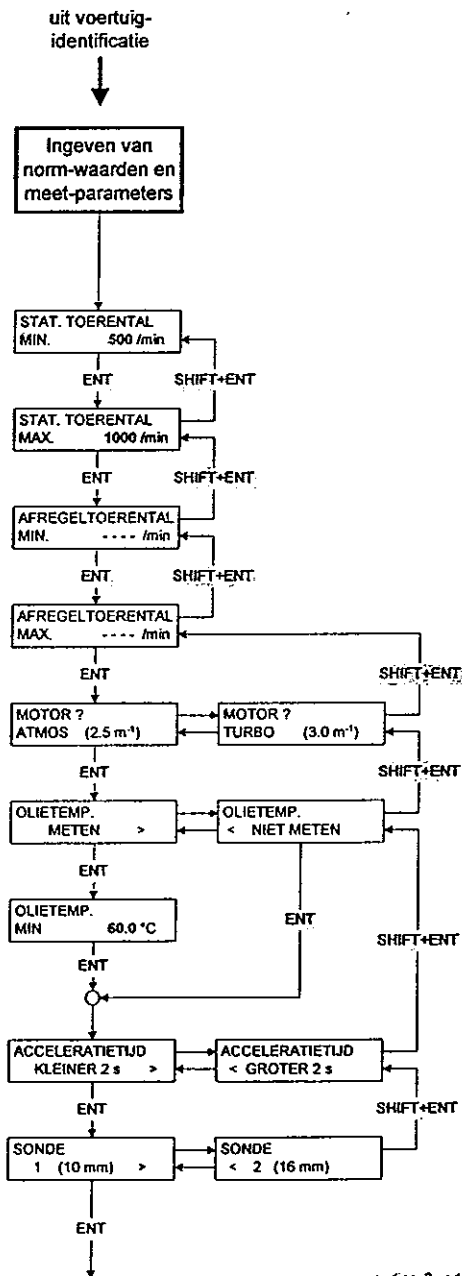 uit voertuig-
identificatie
Ingeven van
norm-waarden en
meet-parameters
STAT. TOERENTAL
MIN. 500 /min
ENT
SHIFT+ENT
STAT. TOERENTAL
MAX. 1000 /min
ENT
SHIFT+ENT
AFREGELTOERENTAL
MIN. - - - - /min
ENT
SHIFT+ENT
AFREGELTOERENTAL
MAX. - - - - /min
ENT
SHIFT+ENT
MOTOR ?
ATMOS (2.5 m⁻¹)
MOTOR ?
TURBO (3.0 m⁻¹)
ENT
SHIFT+ENT
OLIETEMP.
METEN >
OLIETEMP.
< NIET METEN
ENT
OLIETEMP.
MIN 60.0 °C
ENT
SHIFT+ENT
ENT
ACCELERATIETIJD
KLEINER 2 s >
ACCELERATIETIJD
< GROTER 2 s
ENT
SHIFT+ENT
SONDE
1 (10 mm) >
SONDE
< 2 (16 mm)
ENT